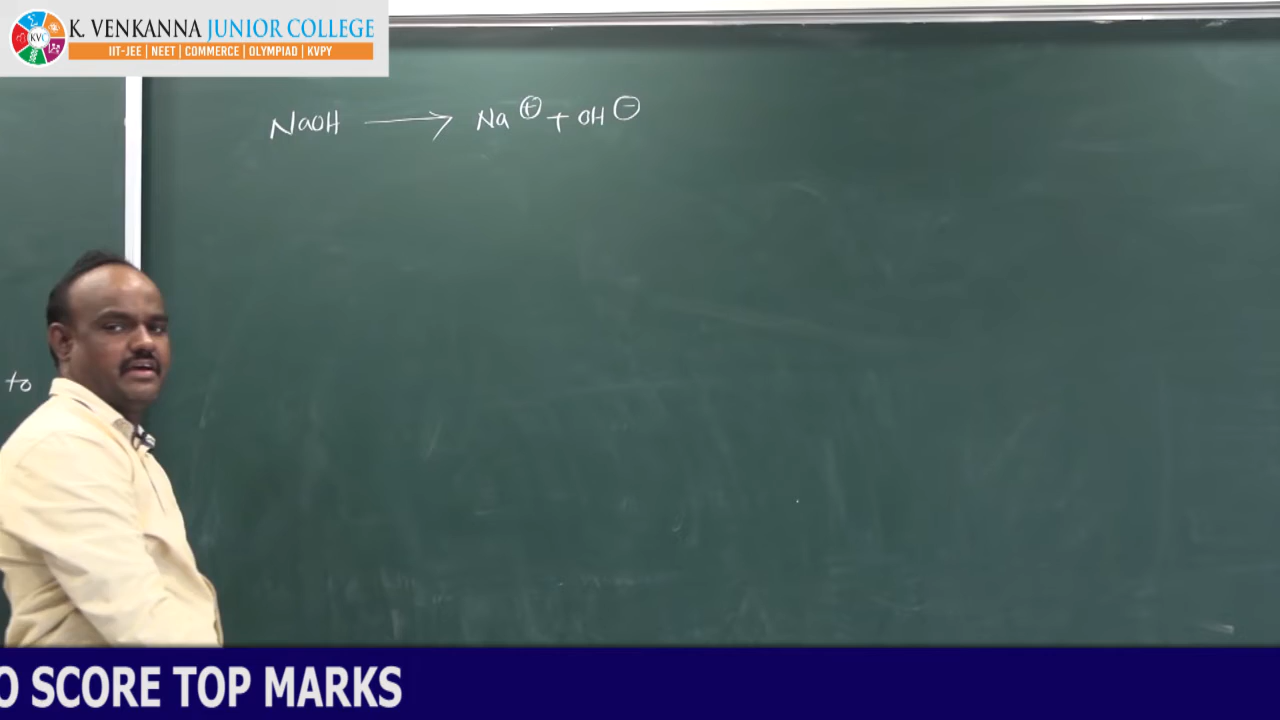 K. VENKANNA JUNIOR COLLEGE
KVC
IIT-JEE | NEET | COMMERCE | OLYMPIAD | KVPY
NaOH ⟶ Na⊕ + OH⊖
to
O SCORE TOP MARKS